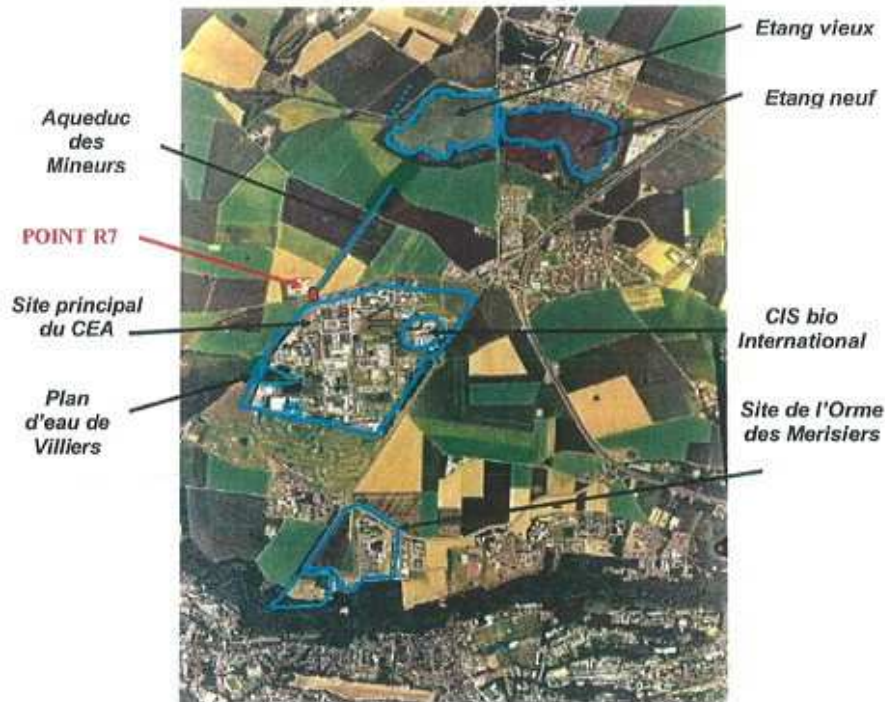 Etang vieux
Etang neuf
Aqueduc
des
Mineurs
POINT R7
Site principal
du CEA
CIS bio
International
Plan
d'eau de
Villiers
Site de l'Orme
des Merisiers